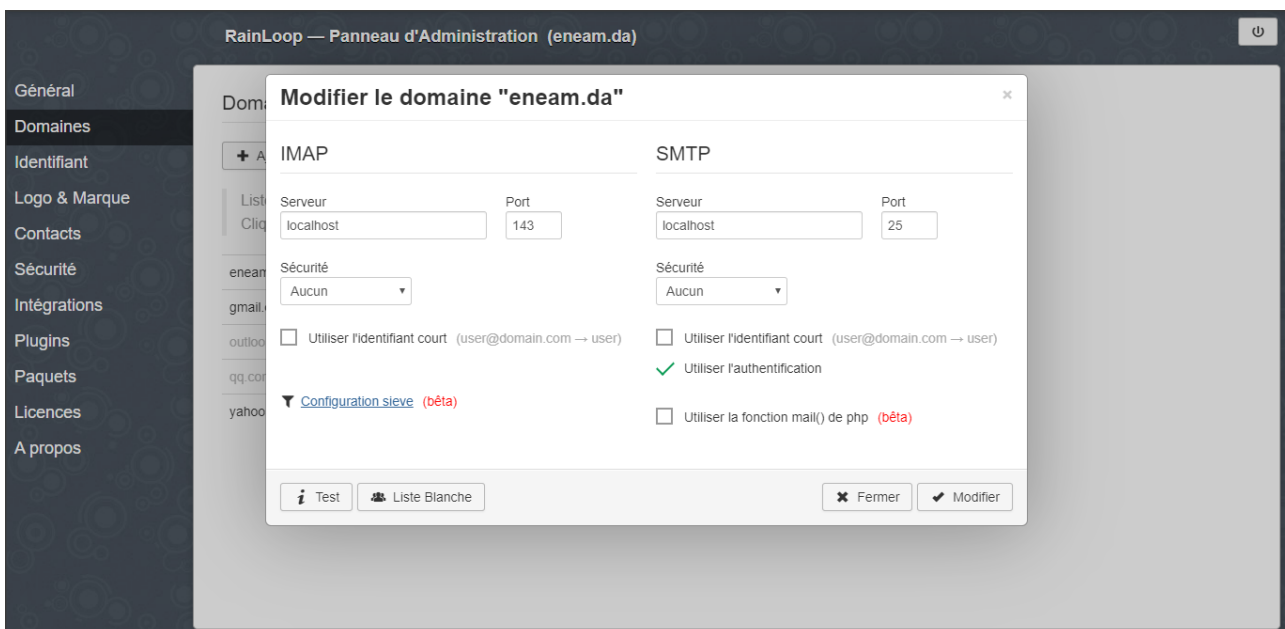 RainLoop — Panneau d'Administration (eneam.da)
Général
Domaines
Identifiant
Logo & Marque
Contacts
Sécurité
Intégrations
Plugins
Paquets
Licences
A propos
Modifier le domaine "eneam.da"
×
IMAP
Serveur Port
localhost 143
Sécurité
Aucun
Utiliser l'identifiant court (user@domain.com → user)
Configuration sieve (bêta)
SMTP
Serveur Port
localhost 25
Sécurité
Aucun
Utiliser l'identifiant court (user@domain.com → user)
Utiliser l'authentification
Utiliser la fonction mail() de php (bêta)
Test
Liste Blanche
Fermer
Modifier